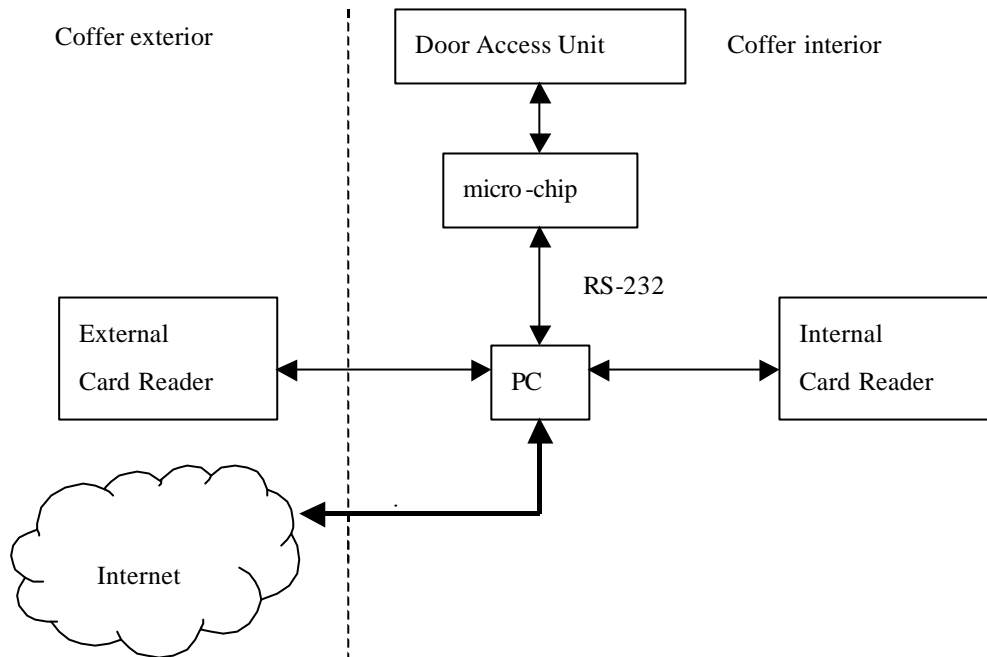 Coffer exterior
Door Access Unit
Coffer interior
micro-chip
RS-232
External
Card Reader
PC
Internal
Card Reader
Internet